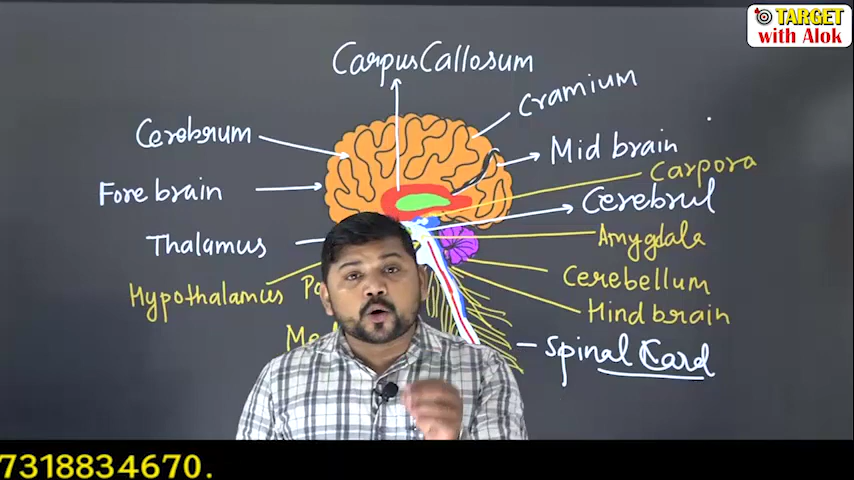 TARGET
with Alok
CarpusCallosum
Cramium
Cerebrum
Mid brain
Carpora
Fore brain
Cerebrul
Thalamus
Amygdala
Cerebellum
Hypothalamus
Hind brain
Spinal Card
7318834670.